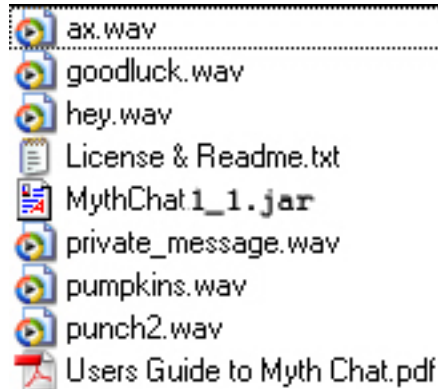 ax.wav
goodluck.wav
hey.wav
License & Readme.txt
MythChat1_1.jar
private_message.wav
pumpkins.wav
punch2.wav
Users Guide to Myth Chat.pdf